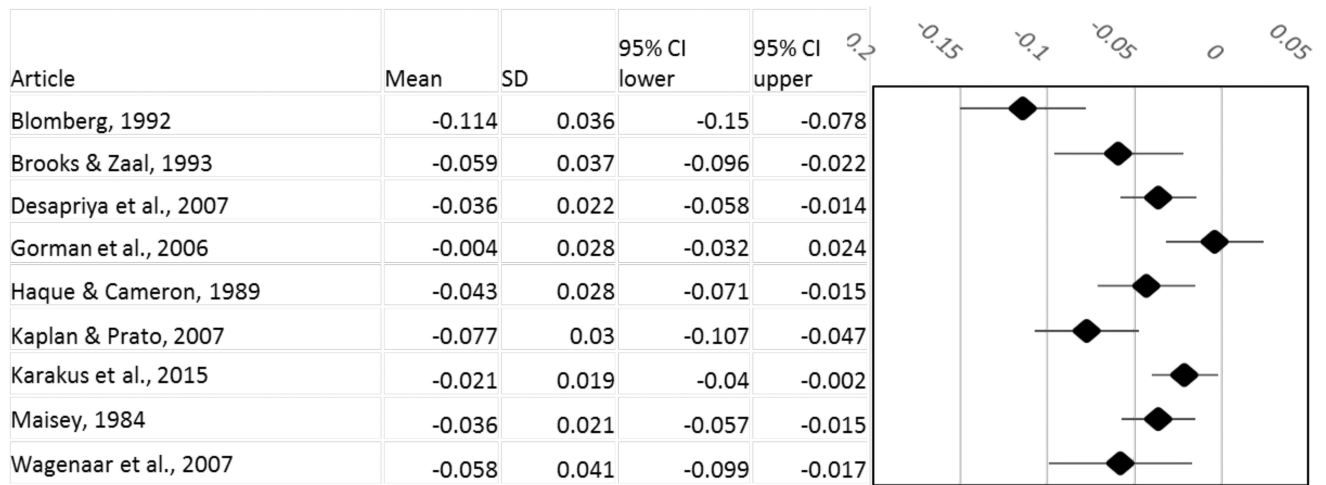 Article Mean SD 95% CI lower 95% CI upper 0.2 -0.15 -0.1 -0.05 0 0.05
Blomberg, 1992 -0.114 0.036 -0.15 -0.078
Brooks & Zaal, 1993 -0.059 0.037 -0.096 -0.022
Desapriya et al., 2007 -0.036 0.022 -0.058 -0.014
Gorman et al., 2006 -0.004 0.028 -0.032 0.024
Haque & Cameron, 1989 -0.043 0.028 -0.071 -0.015
Kaplan & Prato, 2007 -0.077 0.03 -0.107 -0.047
Karakus et al., 2015 -0.021 0.019 -0.04 -0.002
Maisey, 1984 -0.036 0.021 -0.057 -0.015
Wagenaar et al., 2007 -0.058 0.041 -0.099 -0.017